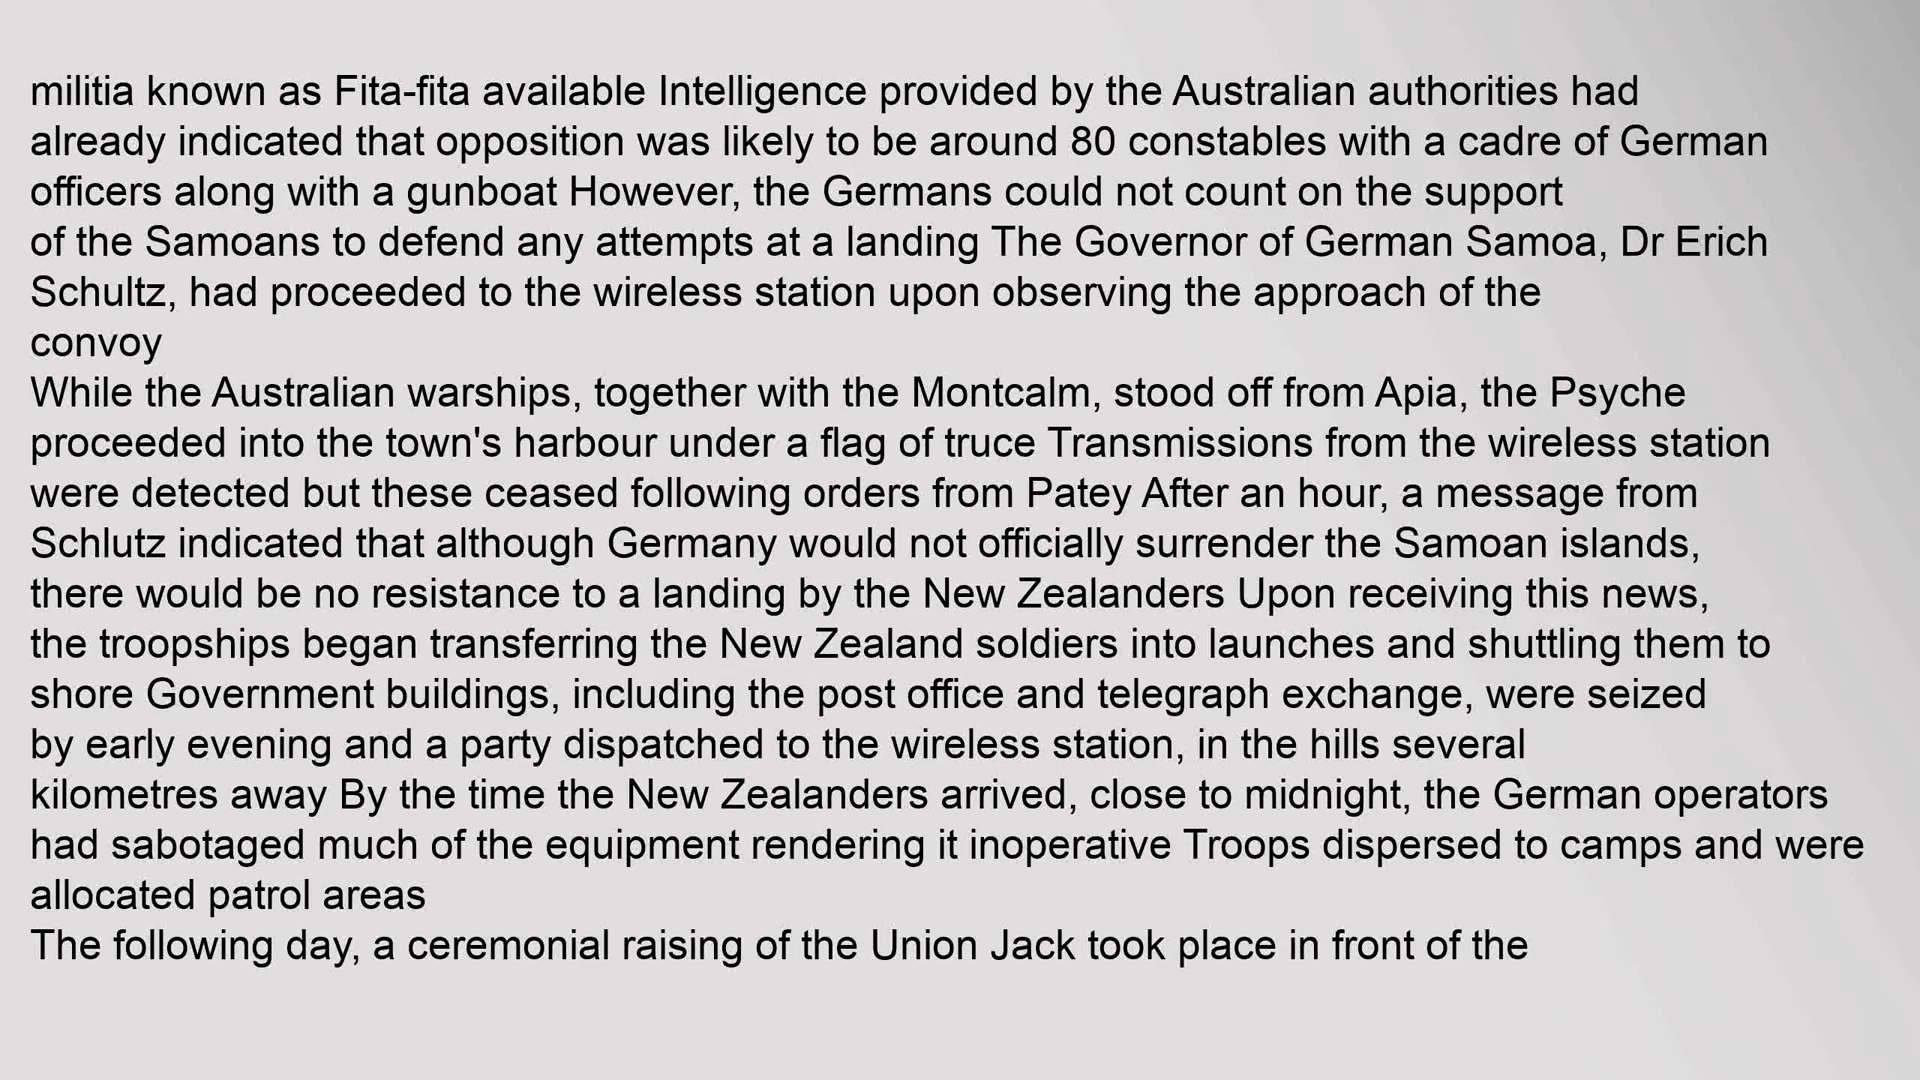 militia known as Fita-fita available Intelligence provided by the Australian authorities had
already indicated that opposition was likely to be around 80 constables with a cadre of German
officers along with a gunboat However, the Germans could not count on the support
of the Samoans to defend any attempts at a landing The Governor of German Samoa, Dr Erich
Schultz, had proceeded to the wireless station upon observing the approach of the
convoy
While the Australian warships, together with the Montcalm, stood off from Apia, the Psyche
proceeded into the town's harbour under a flag of truce Transmissions from the wireless station
were detected but these ceased following orders from Patey After an hour, a message from
Schlutz indicated that although Germany would not officially surrender the Samoan islands,
there would be no resistance to a landing by the New Zealanders Upon receiving this news,
the troopships began transferring the New Zealand soldiers into launches and shuttling them to
shore Government buildings, including the post office and telegraph exchange, were seized
by early evening and a party dispatched to the wireless station, in the hills several
kilometres away By the time the New Zealanders arrived, close to midnight, the German operators
had sabotaged much of the equipment rendering it inoperative Troops dispersed to camps and were
allocated patrol areas
The following day, a ceremonial raising of the Union Jack took place in front of the